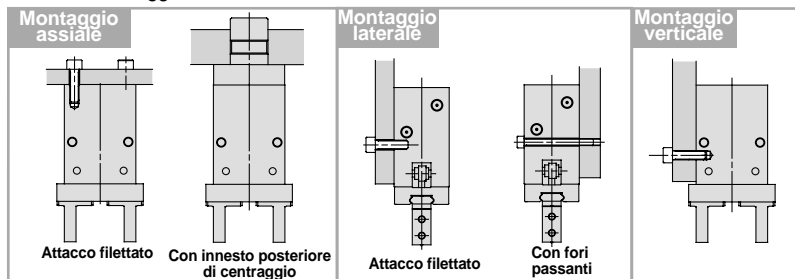 Montaggio
assiale
Montaggio
laterale
Montaggio
verticale
Attacco filettato
Con innesto posteriore
di centraggio
Attacco filettato
Con fori
passanti